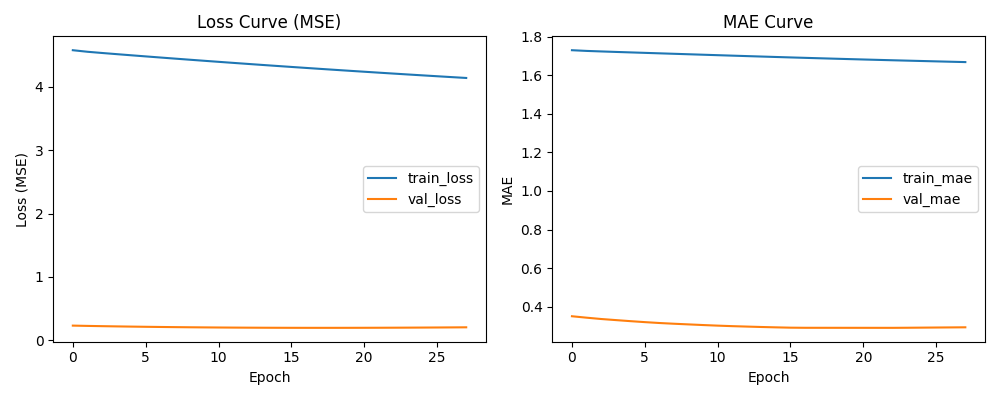 Loss Curve (MSE)
Loss (MSE)
4
3
2
1
0
train_loss
val_loss
0 5 10 15 20 25
Epoch
MAE Curve
MAE
1.8
1.6
1.4
1.2
1.0
0.8
0.6
0.4
train_mae
val_mae
0 5 10 15 20 25
Epoch